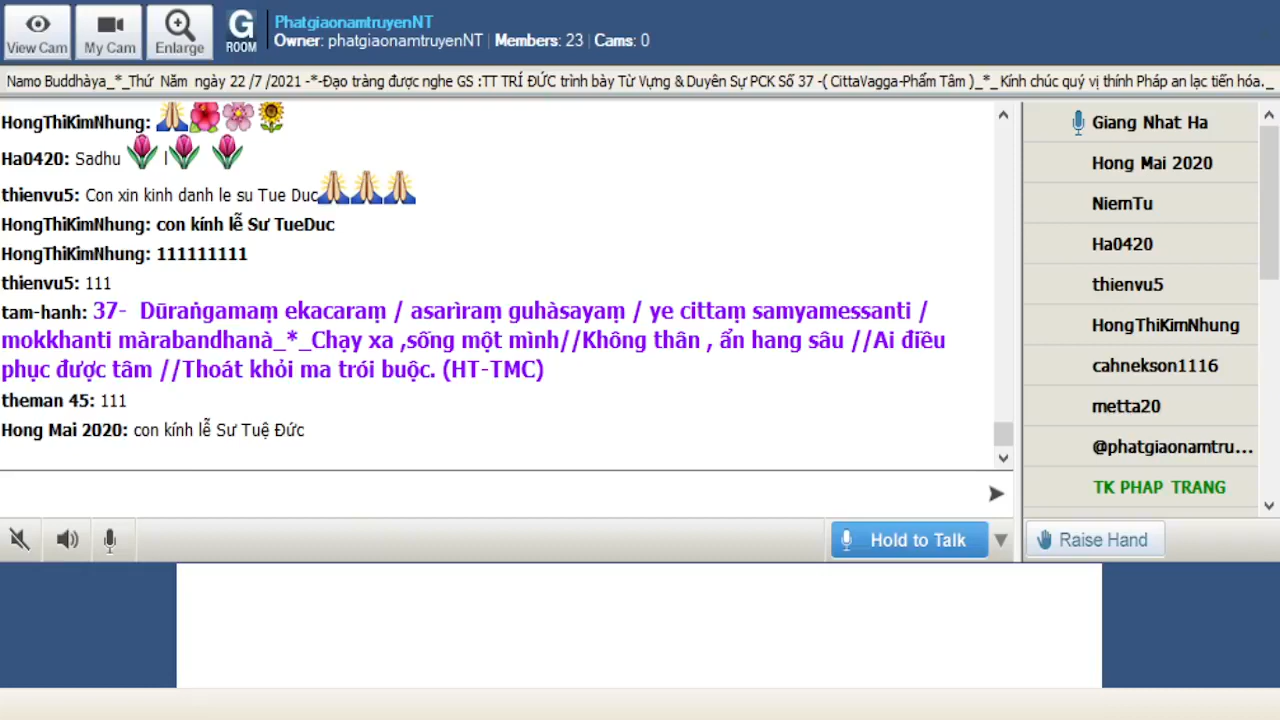 View Cam
My Cam
Enlarge
G
ROOM
PhatgiaonamtruyenNT
Owner: phatgiaonamtruyenNT | Members: 23 | Cams: 0
Namo Buddhàya_*_Thứ Năm ngày 22 /7 /2021 -*-Đạo tràng được nghe GS :TT TRÍ ĐỨC trình bày Từ Vựng & Duyên Sự PCK Số 37 -( CittaVagga-Phẩm Tâm )_*_ Kính chúc quý vị thính Pháp an lạc tiến hóa._
HongThiKimNhung:
Ha0420: Sadhu l
thienvu5: Con xin kinh danh le su Tue Duc
HongThiKimNhung: con kính lễ Sư TueDuc
HongThiKimNhung: 111111111
thienvu5: 111
tam-hanh: 37- Dūraṅgamaṃ ekacaraṃ / asarìraṃ guhàsayaṃ / ye cittaṃ samyamessanti /
mokkhanti màrabandhanà_*_Chạy xa ,sống một mình//Không thân , ẩn hang sâu //Ai điều
phục được tâm //Thoát khỏi ma trói buộc. (HT-TMC)
theman 45: 111
Hong Mai 2020: con kính lễ Sư Tuệ Đức
Giang Nhat Ha
Hong Mai 2020
NiemTu
Ha0420
thienvu5
HongThiKimNhung
cahnekson1116
metta20
@phatgiaonamtru...
TK PHAP TRANG
Hold to Talk
Raise Hand